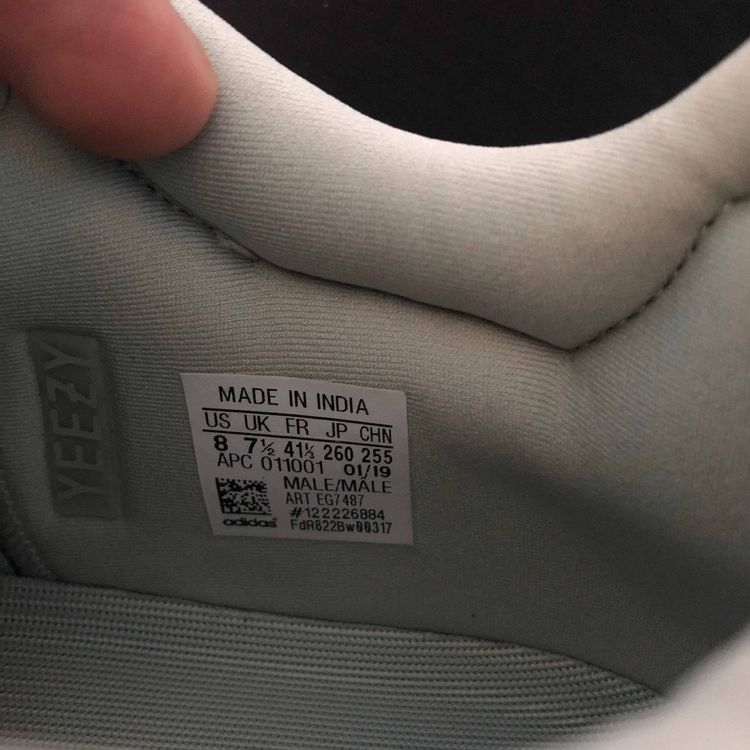 YEEZY
MADE IN INDIA
US UK FR JP CHN
8 7½ 41⅓ 260 255
APC 011001 01/19
MALE/MÂLE
ART EG7487
#122226884
adidas FdR822Bw00317